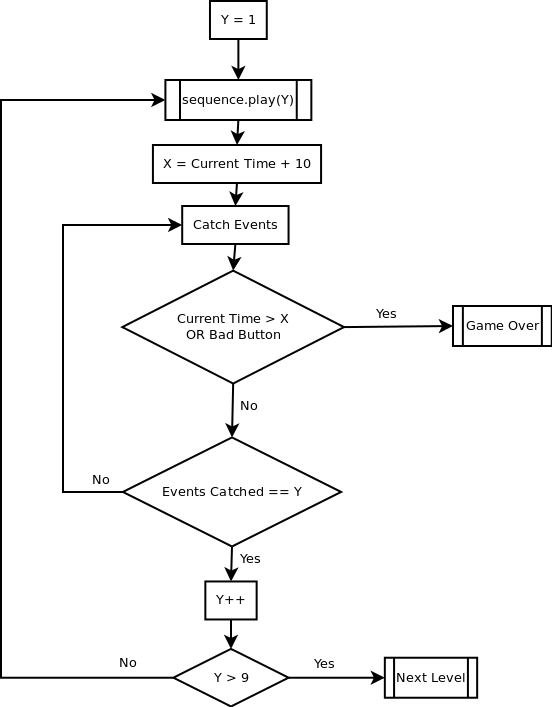 Y = 1
sequence.play(Y)
X = Current Time + 10
Catch Events
Current Time > X
OR Bad Button
Yes
Game Over
No
Events Catched == Y
No
Yes
Y++
Y > 9
No
Yes
Next Level